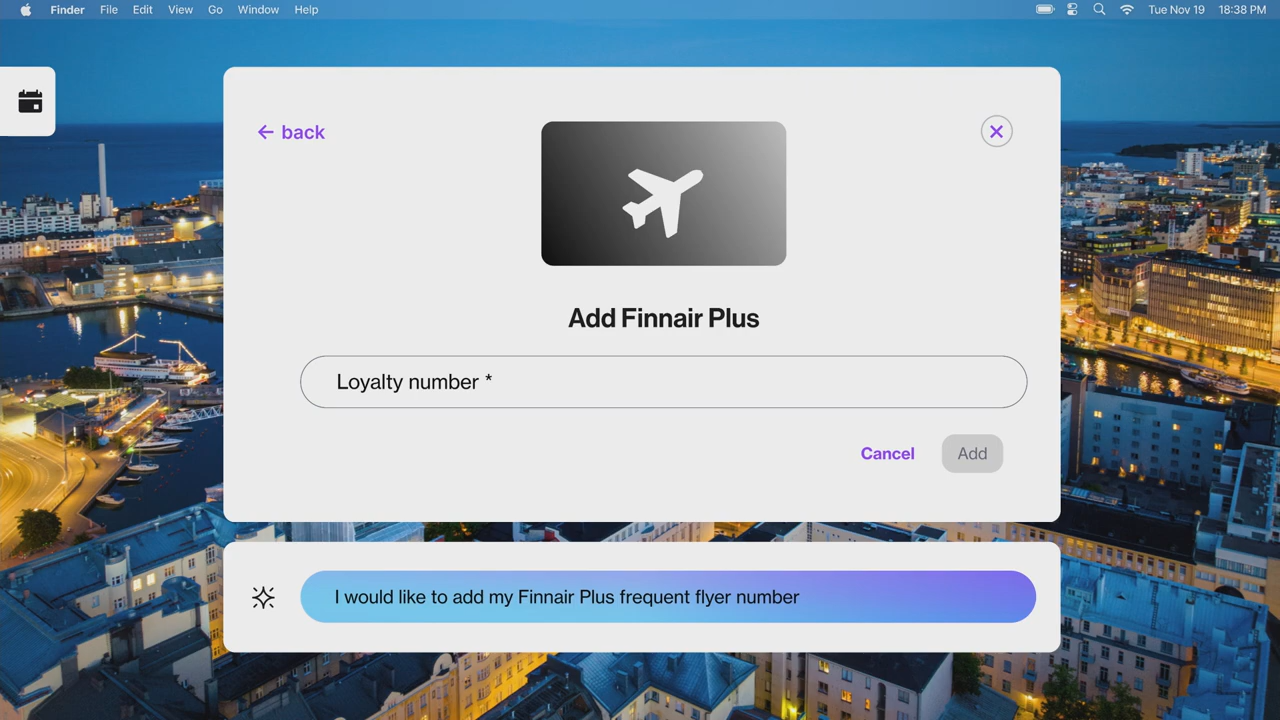 Finder File Edit View Go Window Help Tue Nov 19 18:38 PM
← back
Add Finnair Plus
Loyalty number *
Cancel Add
I would like to add my Finnair Plus frequent flyer number